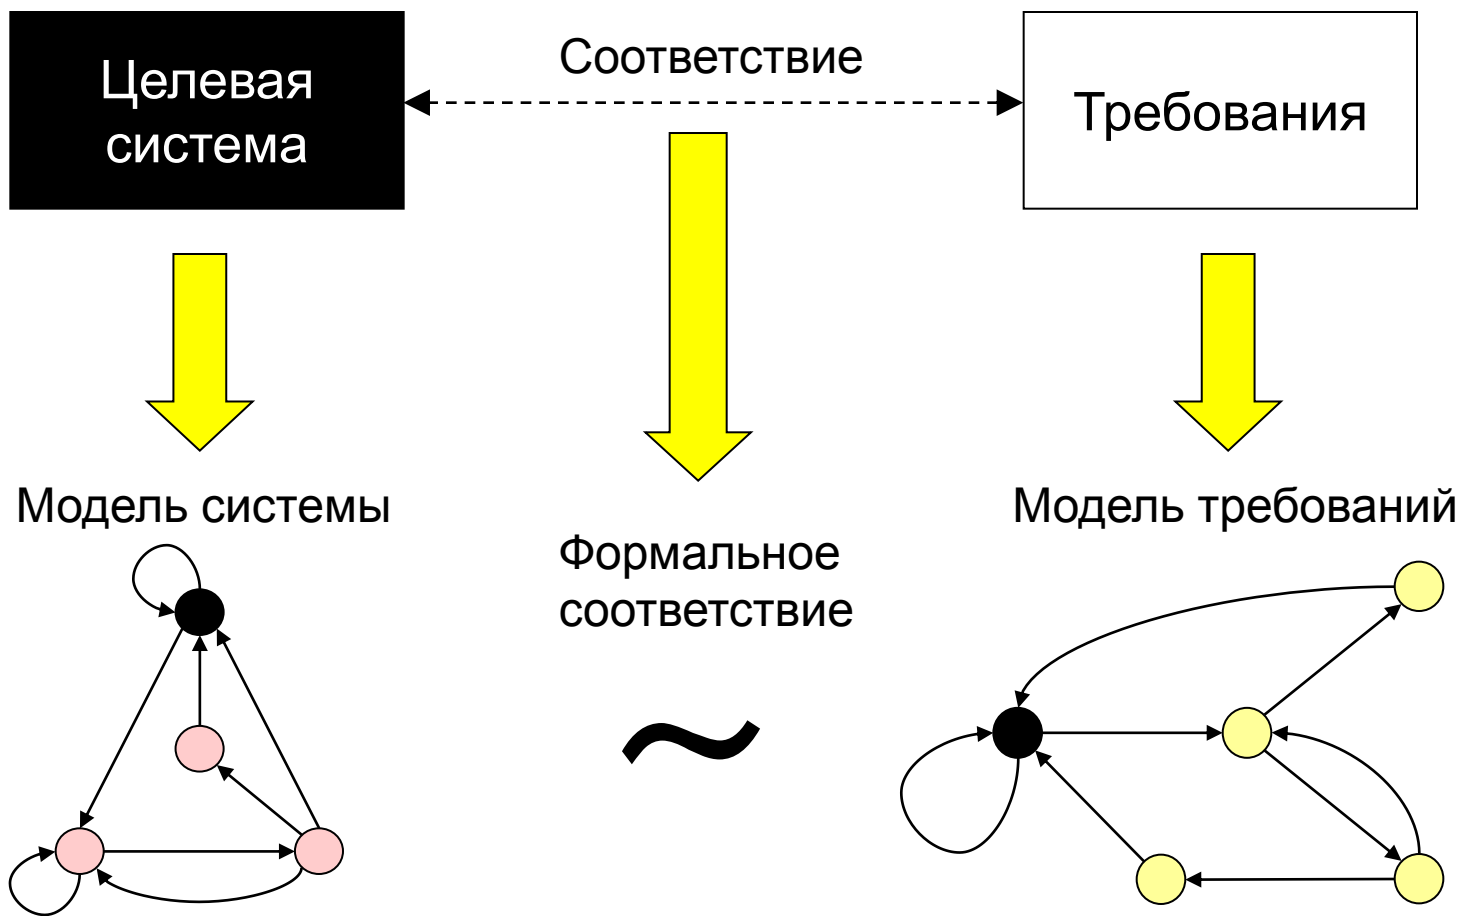 Целевая
система
Соответствие
Требования
Модель системы
Формальное
соответствие
Модель требований
~